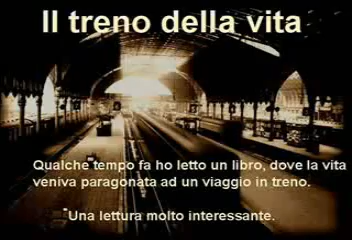 Il treno della vita
Qualche tempo fa ho letto un libro, dove la vita
veniva paragonata ad un viaggio in treno.
Una lettura molto interessante.